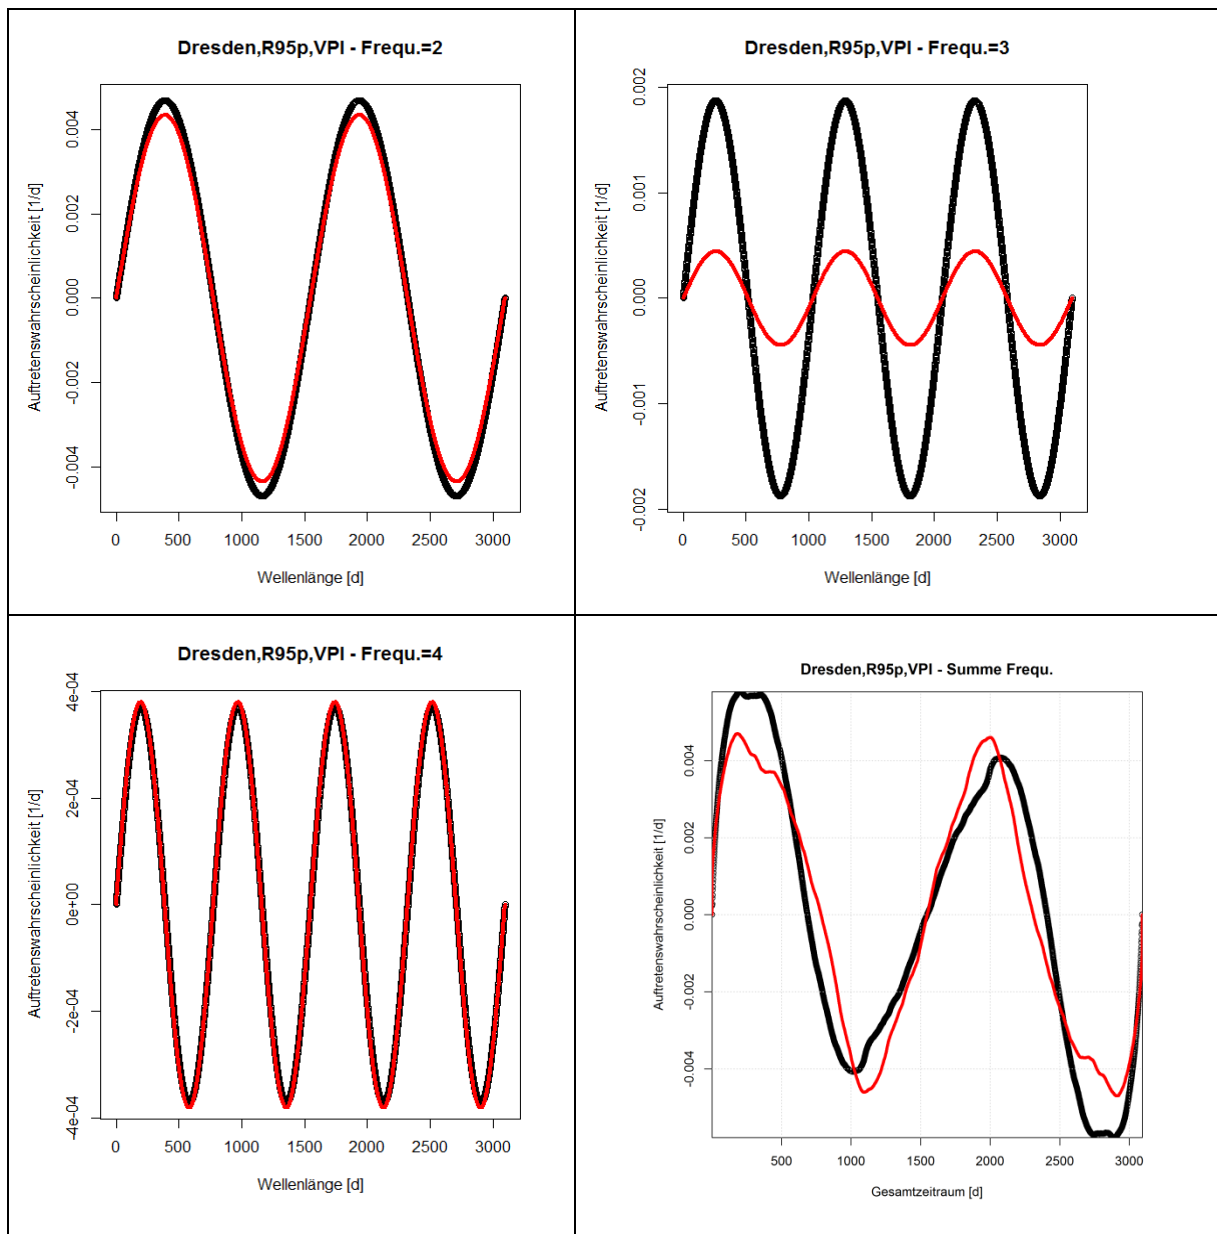 Dresden,R95p,VPI - Frequ.=2
Auftretenswahrscheinlichkeit [1/d]
0.004
0.002
0.000
-0.002
-0.004
0 500 1000 1500 2000 2500 3000
Wellenlänge [d]
Dresden,R95p,VPI - Frequ.=3
Auftretenswahrscheinlichkeit [1/d]
0.002
0.001
0.000
-0.001
-0.002
0 500 1000 1500 2000 2500 3000
Wellenlänge [d]
Dresden,R95p,VPI - Frequ.=4
Auftretenswahrscheinlichkeit [1/d]
4e-04
2e-04
0e+00
-2e-04
-4e-04
0 500 1000 1500 2000 2500 3000
Wellenlänge [d]
Dresden,R95p,VPI - Summe Frequ.
Auftretenswahrscheinlichkeit [1/d]
0.004
0.002
0.000
-0.002
-0.004
500 1000 1500 2000 2500 3000
Gesamtzeitraum [d]